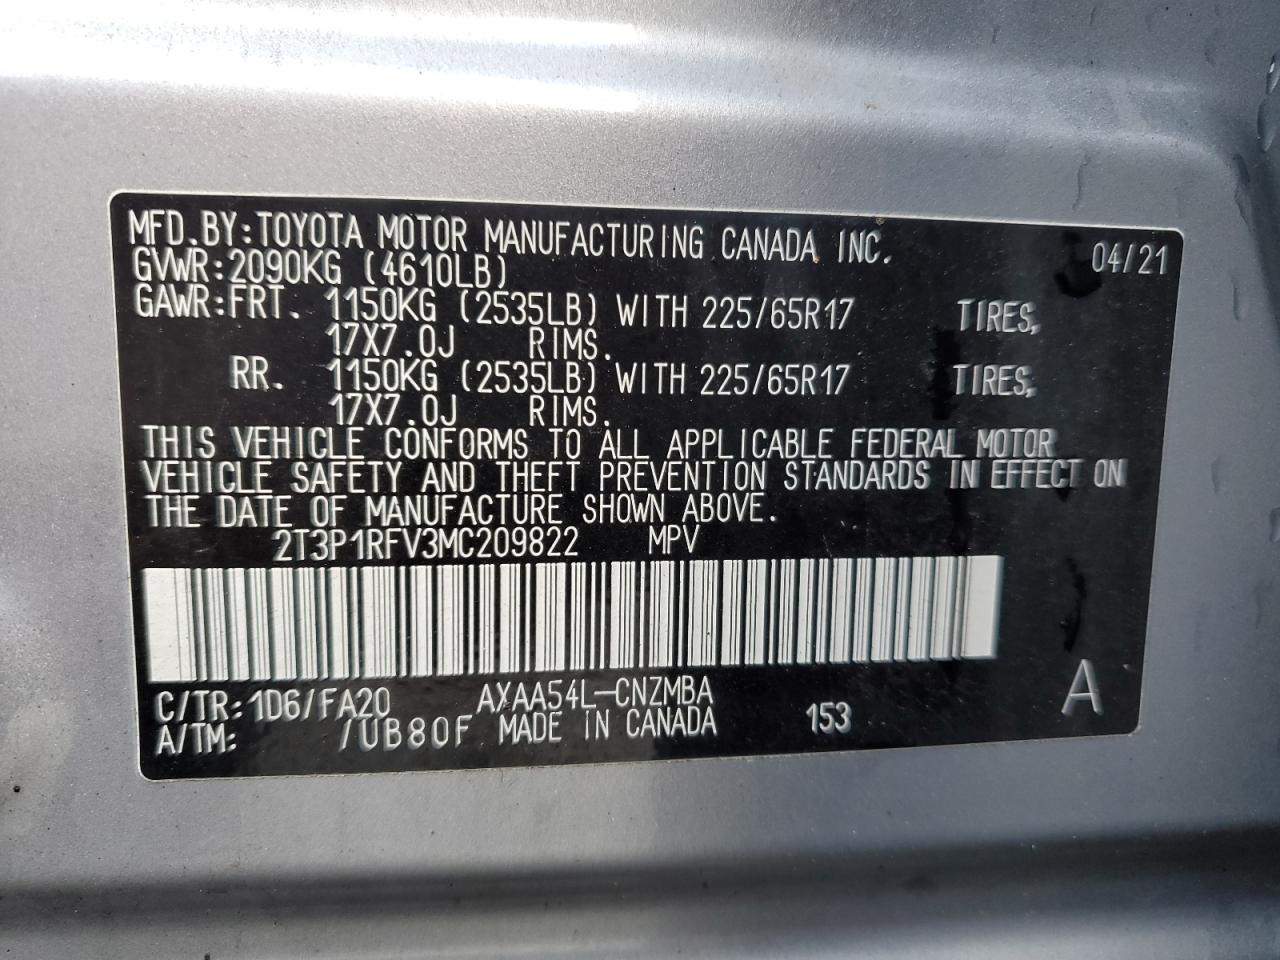 MFD.BY:TOYOTA MOTOR MANUFACTURING CANADA INC. 04/21
GVWR:2090KG (4610LB)
GAWR:FRT. 1150KG (2535LB) WITH 225/65R17 TIRES,
17X7.0J RIMS.
RR. 1150KG (2535LB) WITH 225/65R17 TIRES,
17X7.0J RIMS.
THIS VEHICLE CONFORMS TO ALL APPLICABLE FEDERAL MOTOR
VEHICLE SAFETY AND THEFT PREVENTION STANDARDS IN EFFECT ON
THE DATE OF MANUFACTURE SHOWN ABOVE.
2T3P1RFV3MC209822 MPV
C/TR:1D6/FA20 AXAA54L-CNZMBA A
A/TM: /UB80F MADE IN CANADA 153